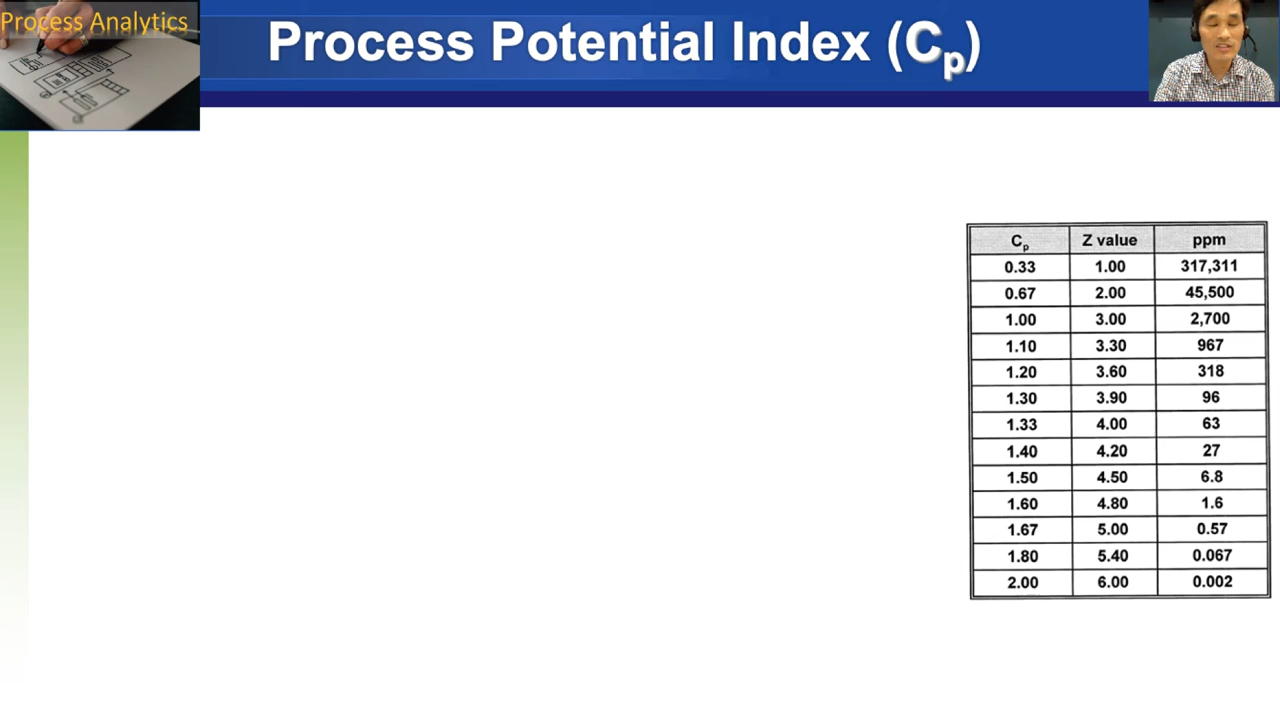 Process Analytics
Process Potential Index (Cp)
Cp Z value ppm
0.33 1.00 317,311
0.67 2.00 45,500
1.00 3.00 2,700
1.10 3.30 967
1.20 3.60 318
1.30 3.90 96
1.33 4.00 63
1.40 4.20 27
1.50 4.50 6.8
1.60 4.80 1.6
1.67 5.00 0.57
1.80 5.40 0.067
2.00 6.00 0.002